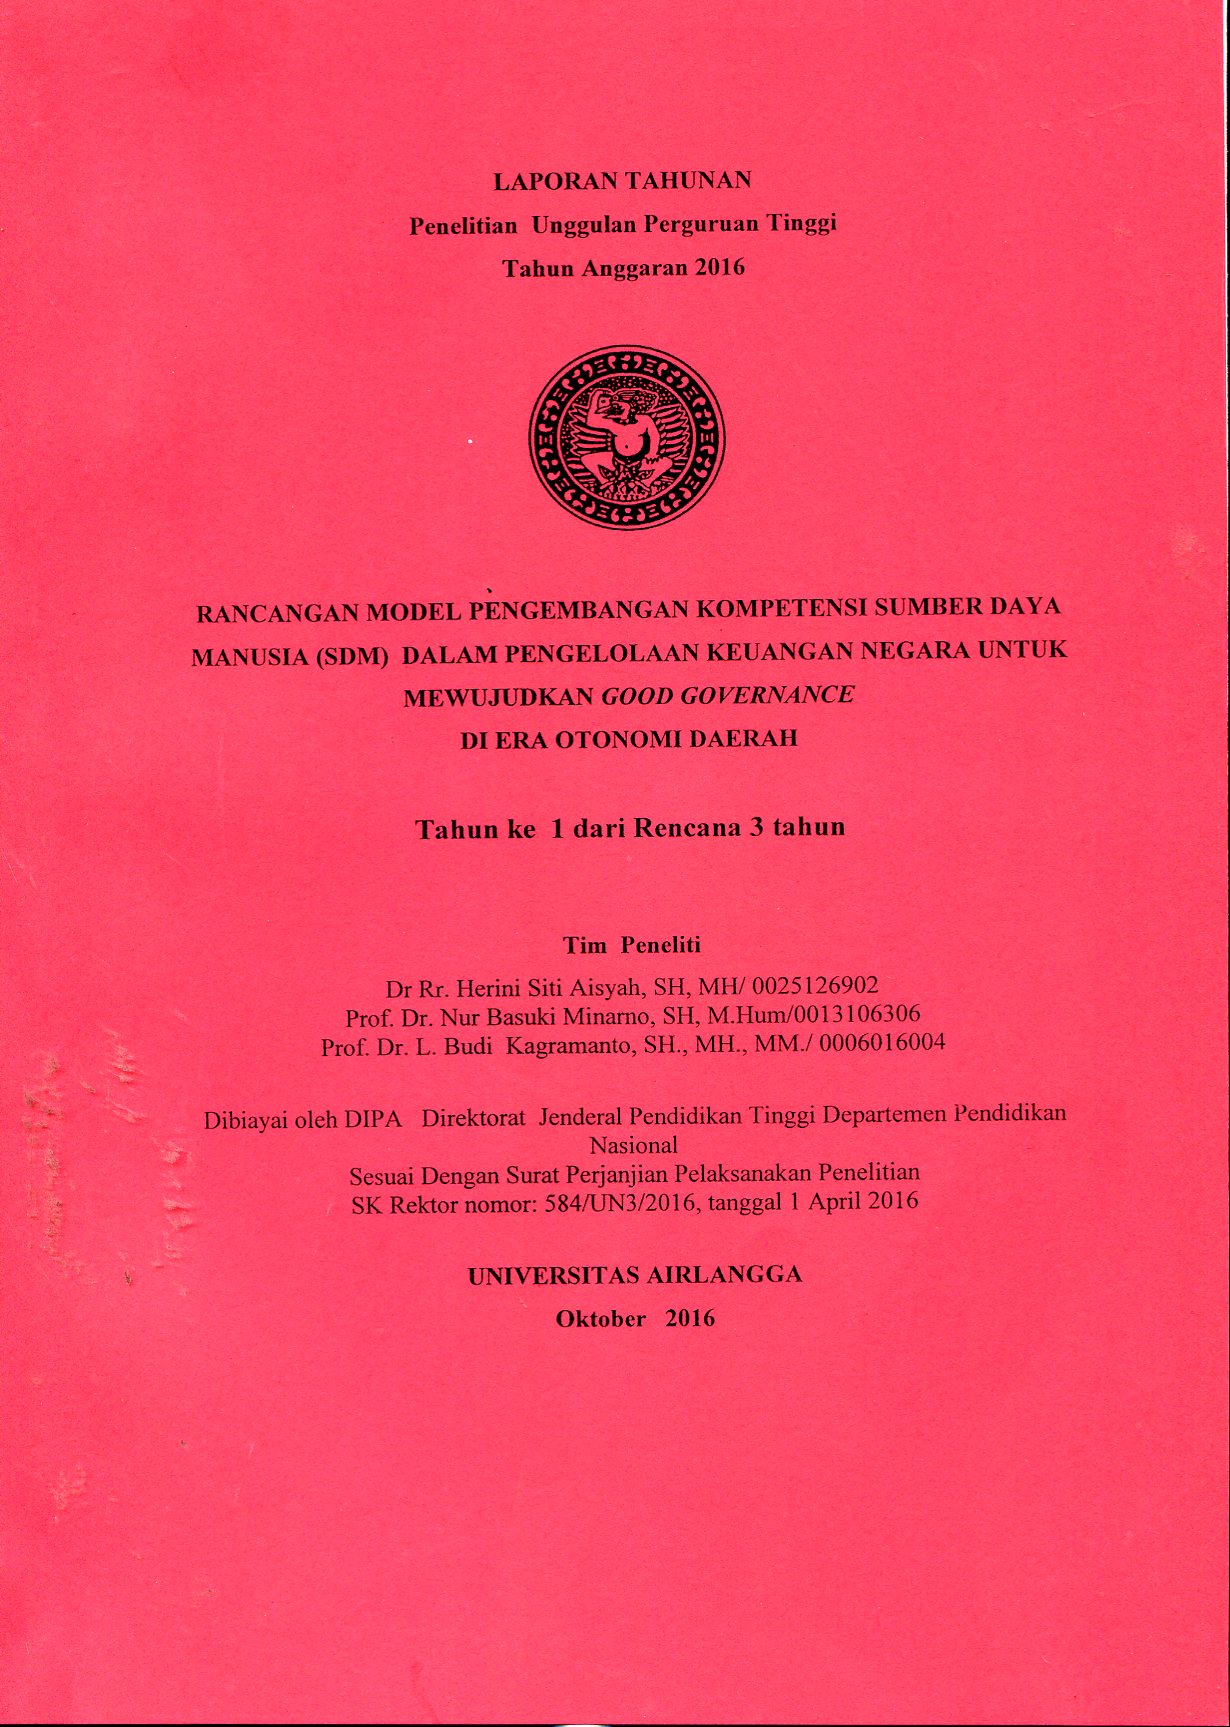 LAPORAN TAHUNAN
Penelitian Unggulan Perguruan Tinggi
Tahun Anggaran 2016
RANCANGAN MODEL PENGEMBANGAN KOMPETENSI SUMBER DAYA
MANUSIA (SDM) DALAM PENGELOLAAN KEUANGAN NEGARA UNTUK
MEWUJUDKAN GOOD GOVERNANCE
DI ERA OTONOMI DAERAH
Tahun ke 1 dari Rencana 3 tahun
Tim Peneliti
Dr Rr. Herini Siti Aisyah, SH, MH/ 0025126902
Prof. Dr. Nur Basuki Minarno, SH, M.Hum/0013106306
Prof. Dr. L. Budi Kagramanto, SH., MH., MM./ 0006016004
Dibiayai oleh DIPA Direktorat Jenderal Pendidikan Tinggi Departemen Pendidikan
Nasional
Sesuai Dengan Surat Perjanjian Pelaksanakan Penelitian
SK Rektor nomor: 584/UN3/2016, tanggal 1 April 2016
UNIVERSITAS AIRLANGGA
Oktober 2016